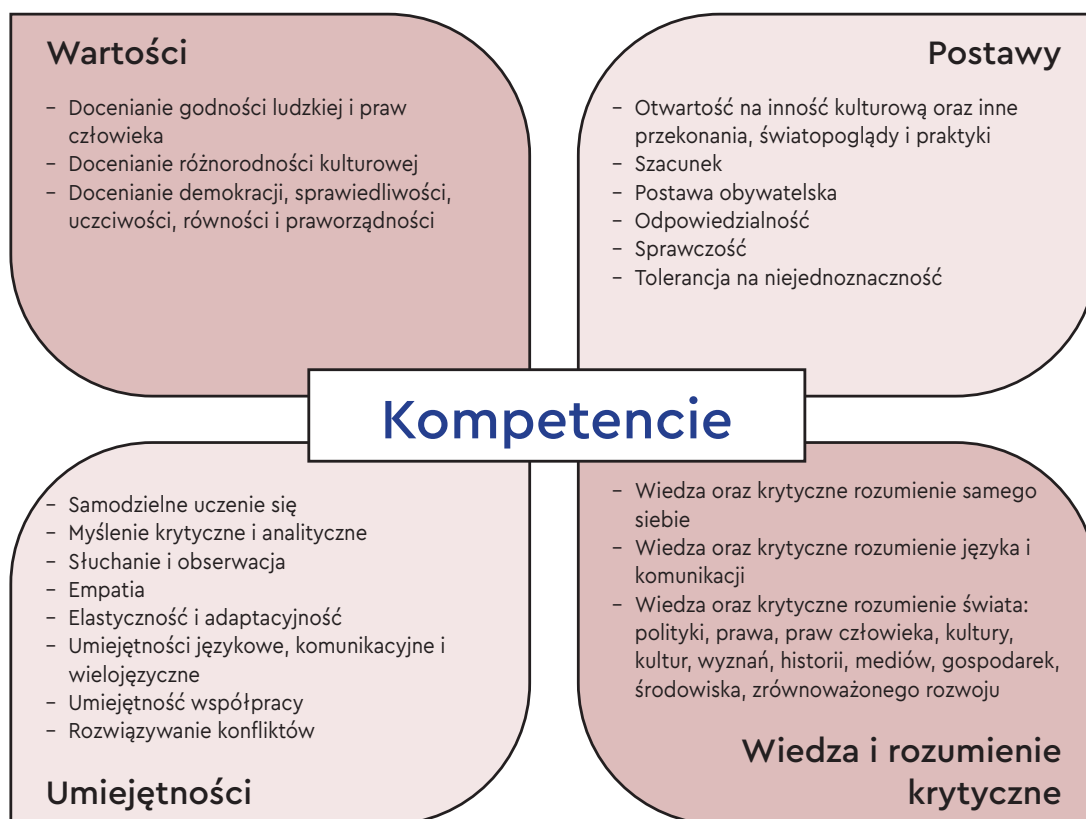 Wartości
– Docenianie godności ludzkiej i praw
człowieka
– Docenianie różnorodności kulturowej
– Docenianie demokracji, sprawiedliwości,
uczciwości, równości i praworządności
Postawy
– Otwartość na inność kulturową oraz inne
przekonania, światopoglądy i praktyki
– Szacunek
– Postawa obywatelska
– Odpowiedzialność
– Sprawczość
– Tolerancja na niejednoznaczność
Kompetencie
– Samodzielne uczenie się
– Myślenie krytyczne i analityczne
– Słuchanie i obserwacja
– Empatia
– Elastyczność i adaptacyjność
– Umiejętności językowe, komunikacyjne i
wielojęzyczne
– Umiejętność współpracy
– Rozwiązywanie konfliktów
Umiejętności
– Wiedza oraz krytyczne rozumienie samego
siebie
– Wiedza oraz krytyczne rozumienie języka i
komunikacji
– Wiedza oraz krytyczne rozumienie świata:
polityki, prawa, praw człowieka, kultury,
kultur, wyznań, historii, mediów, gospodarek,
środowiska, zrównoważonego rozwoju
Wiedza i rozumienie
krytyczne